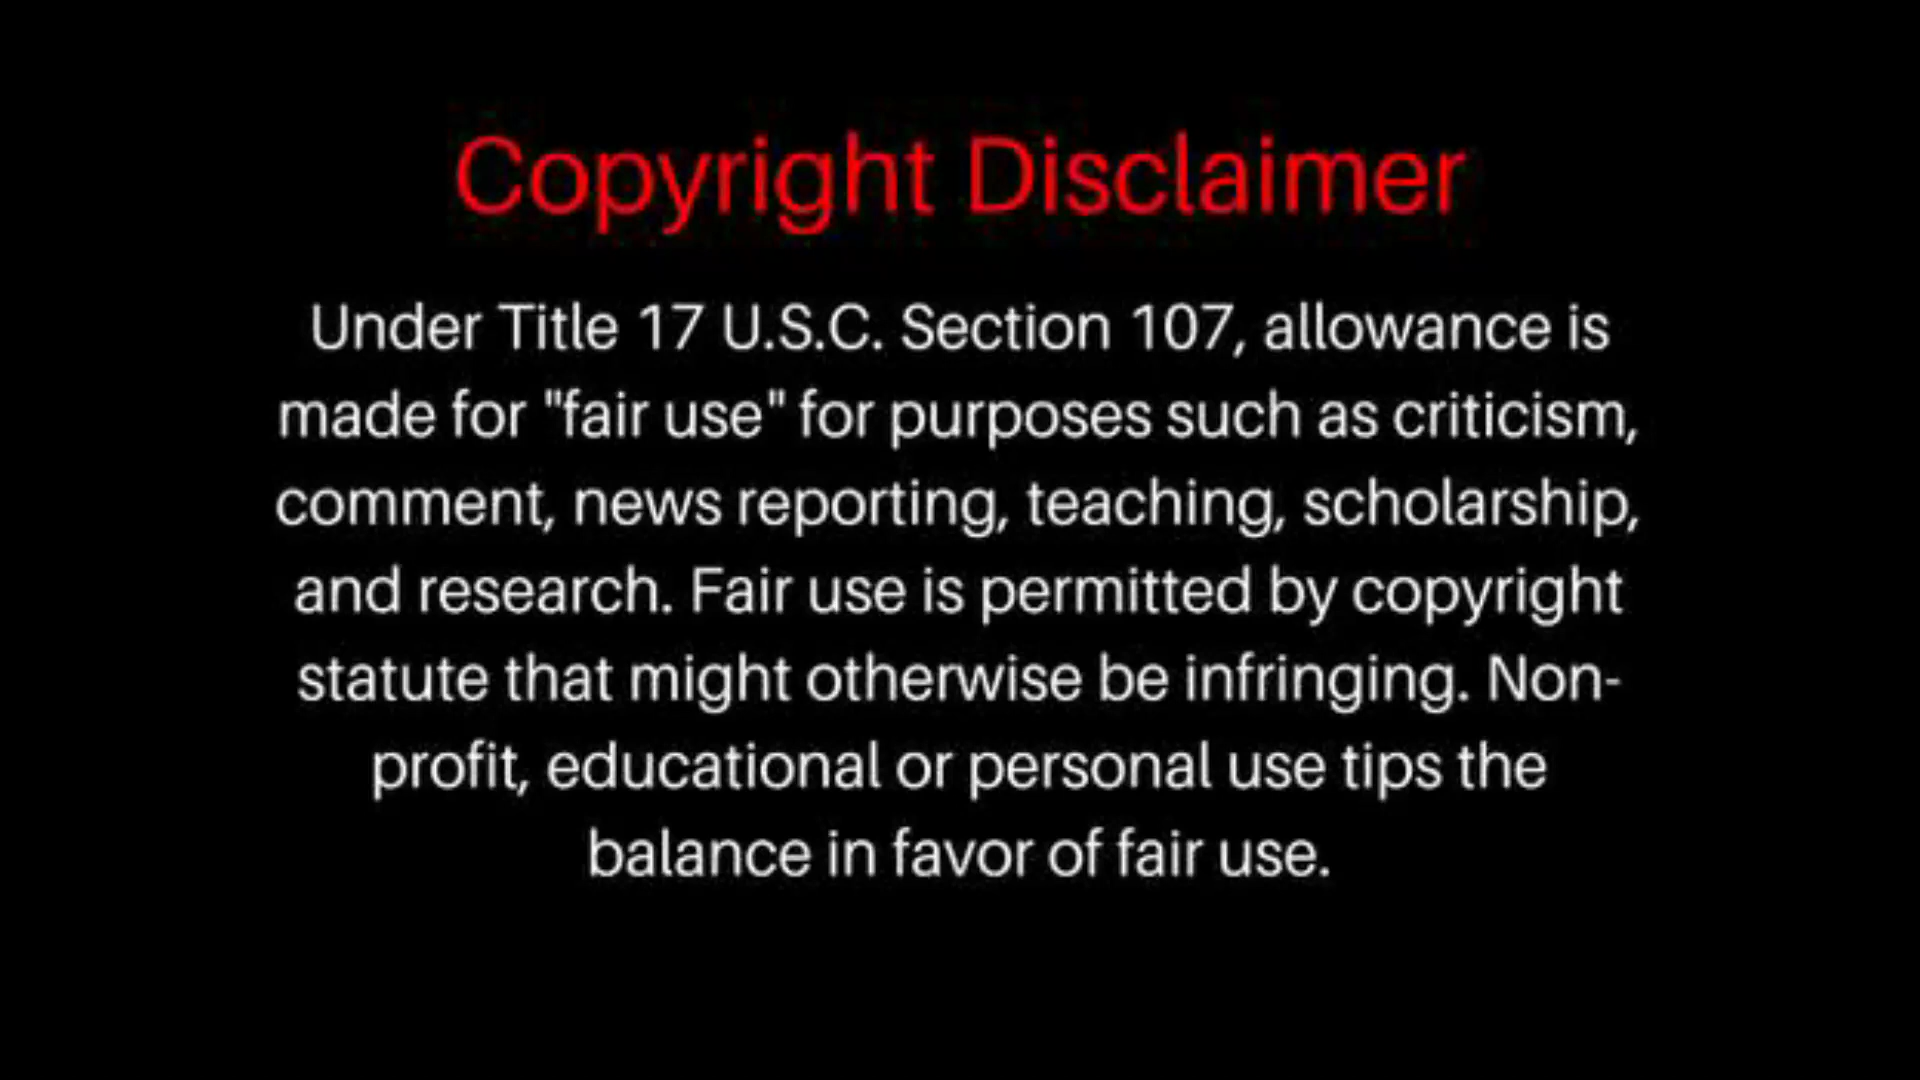 Copyright Disclaimer
Under Title 17 U.S.C. Section 107, allowance is
made for "fair use" for purposes such as criticism,
comment, news reporting, teaching, scholarship,
and research. Fair use is permitted by copyright
statute that might otherwise be infringing. Non-
profit, educational or personal use tips the
balance in favor of fair use.